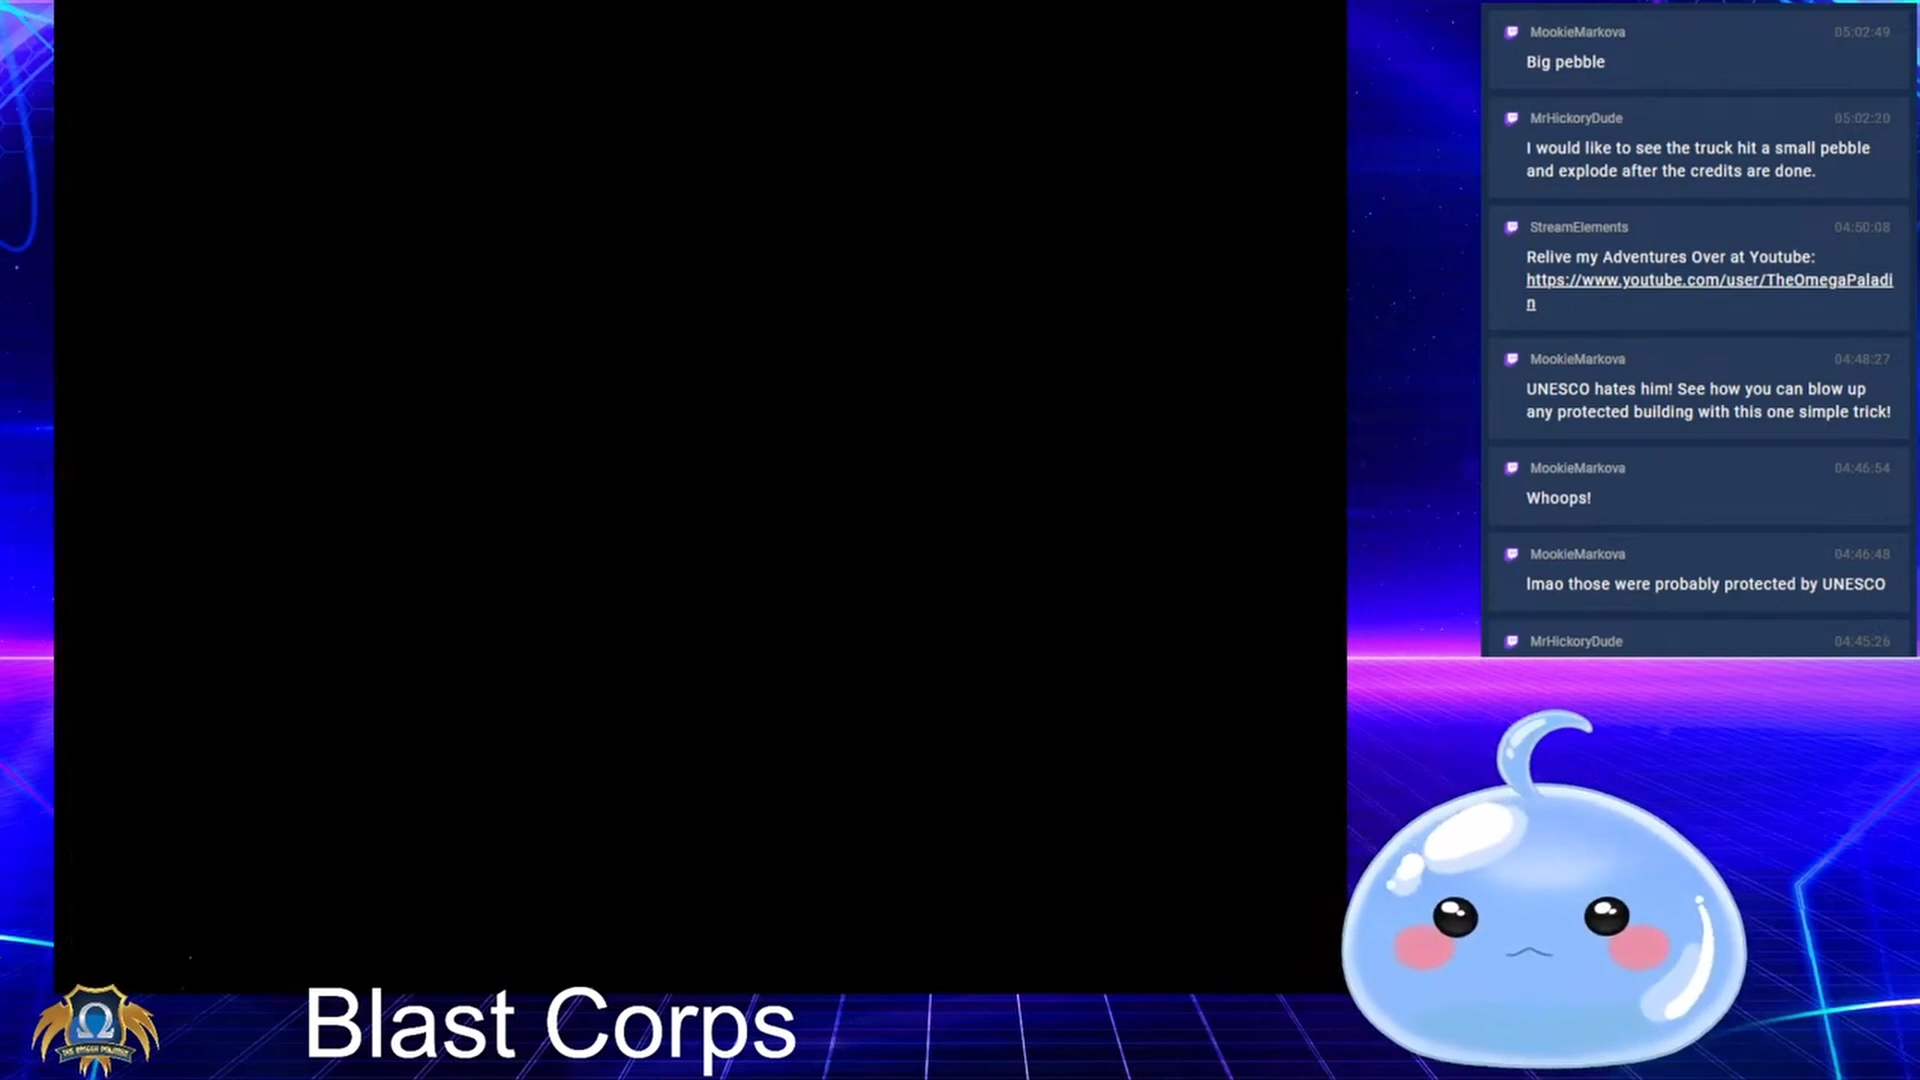 MookieMarkova 05:02:49
Big pebble
MrHickoryDude 05:02:20
I would like to see the truck hit a small pebble
and explode after the credits are done.
StreamElements 04:50:08
Relive my Adventures Over at Youtube:
https://www.youtube.com/user/TheOmegaPaladi
n
MookieMarkova 04:48:27
UNESCO hates him! See how you can blow up
any protected building with this one simple trick!
MookieMarkova 04:46:54
Whoops!
MookieMarkova 04:46:48
lmao those were probably protected by UNESCO
MrHickoryDude 04:45:26
Ω
Blast Corps